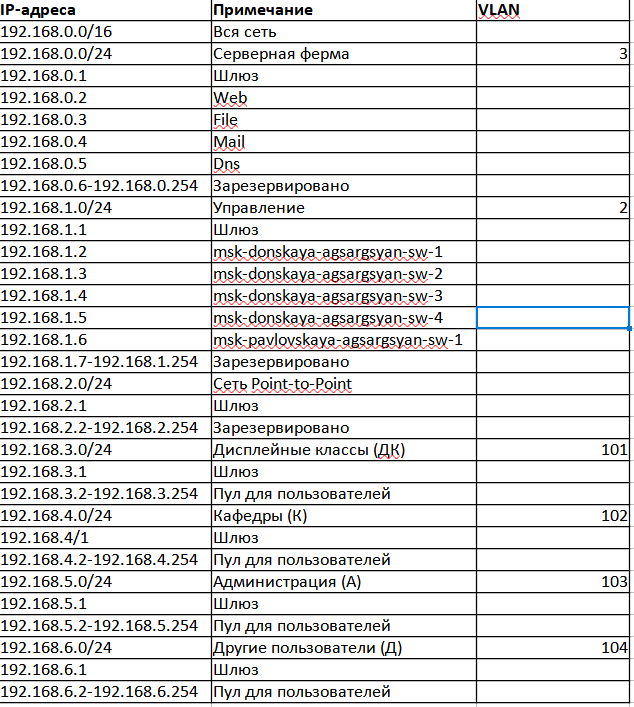 IP-адреса Примечание VLAN
192.168.0.0/16 Вся сеть
192.168.0.0/24 Серверная ферма 3
192.168.0.1 Шлюз
192.168.0.2 Web
192.168.0.3 File
192.168.0.4 Mail
192.168.0.5 Dns
192.168.0.6-192.168.0.254 Зарезервировано
192.168.1.0/24 Управление 2
192.168.1.1 Шлюз
192.168.1.2 msk-donskaya-agsargsyan-sw-1
192.168.1.3 msk-donskaya-agsargsyan-sw-2
192.168.1.4 msk-donskaya-agsargsyan-sw-3
192.168.1.5 msk-donskaya-agsargsyan-sw-4
192.168.1.6 msk-pavlovskaya-agsargsyan-sw-1
192.168.1.7-192.168.1.254 Зарезервировано
192.168.2.0/24 Сеть Point-to-Point
192.168.2.1 Шлюз
192.168.2.2-192.168.2.254 Зарезервировано
192.168.3.0/24 Дисплейные классы (ДК) 101
192.168.3.1 Шлюз
192.168.3.2-192.168.3.254 Пул для пользователей
192.168.4.0/24 Кафедры (К) 102
192.168.4/1 Шлюз
192.168.4.2-192.168.4.254 Пул для пользователей
192.168.5.0/24 Администрация (А) 103
192.168.5.1 Шлюз
192.168.5.2-192.168.5.254 Пул для пользователей
192.168.6.0/24 Другие пользователи (Д) 104
192.168.6.1 Шлюз
192.168.6.2-192.168.6.254 Пул для пользователей